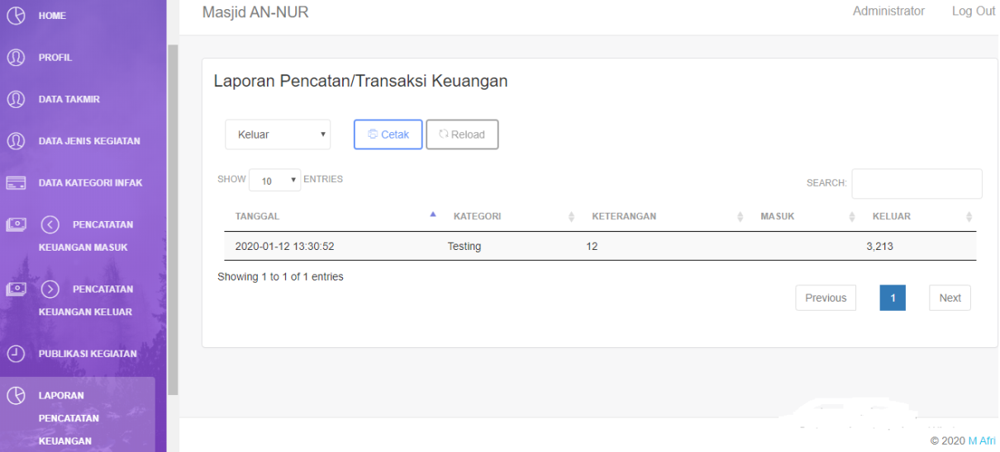 HOME
PROFIL
DATA TAKMIR
DATA JENIS KEGIATAN
DATA KATEGORI INFAK
PENCATATAN
KEUANGAN MASUK
PENCATATAN
KEUANGAN KELUAR
PUBLIKASI KEGIATAN
LAPORAN
PENCATATAN
KEUANGAN
Masjid AN-NUR
Administrator Log Out
Laporan Pencatan/Transaksi Keuangan
Keluar Cetak Reload
SHOW 10 ENTRIES SEARCH:
TANGGAL KATEGORI KETERANGAN MASUK KELUAR
2020-01-12 13:30:52 Testing 12 3,213
Showing 1 to 1 of 1 entries
Previous 1 Next
© 2020 M Afri